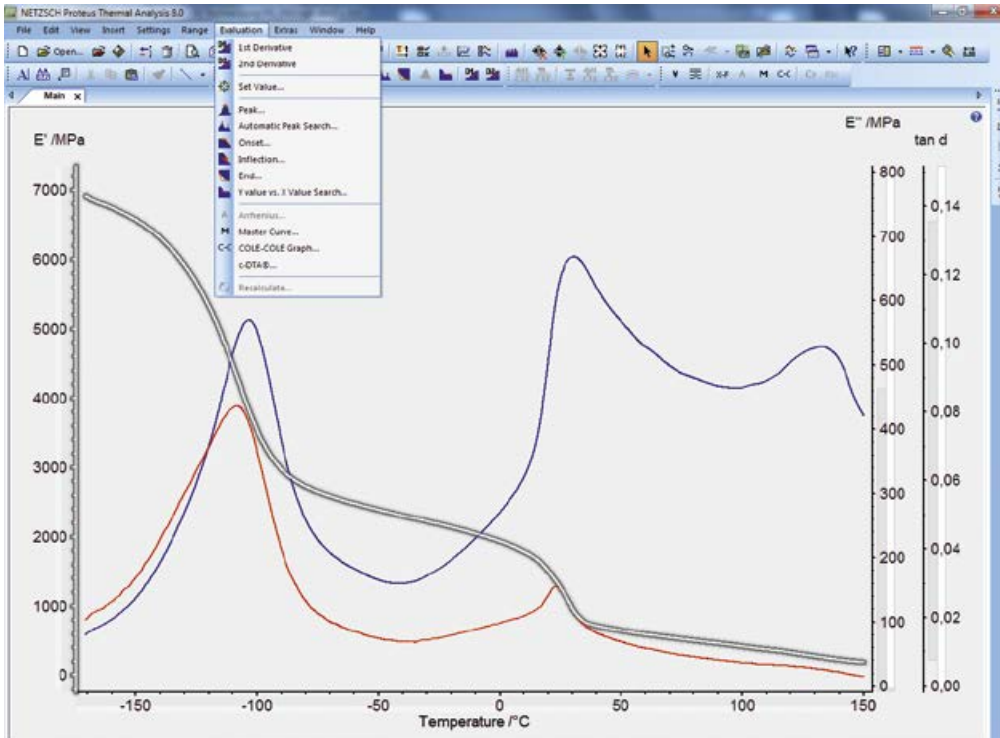 NETZSCH Proteus Thermal Analysis 8.0
File Edit View Insert Settings Range Evaluation Extras Window Help
Open...
1st Derivative
2nd Derivative
Set Value...
Peak...
Automatic Peak Search...
Onset...
Inflection...
End...
Y value vs. X Value Search...
Arrhenius...
M Master Curve...
C-C COLE-COLE Graph...
c-DTA®...
Recalculate...
X-F A M C-C
Main x
E' /MPa
E'' /MPa
tan d
7000
6000
5000
4000
3000
2000
1000
0
800
700
600
500
400
300
200
100
0
0,14
0,12
0,10
0,08
0,06
0,04
0,02
0,00
-150 -100 -50 0 50 100 150
Temperature /°C